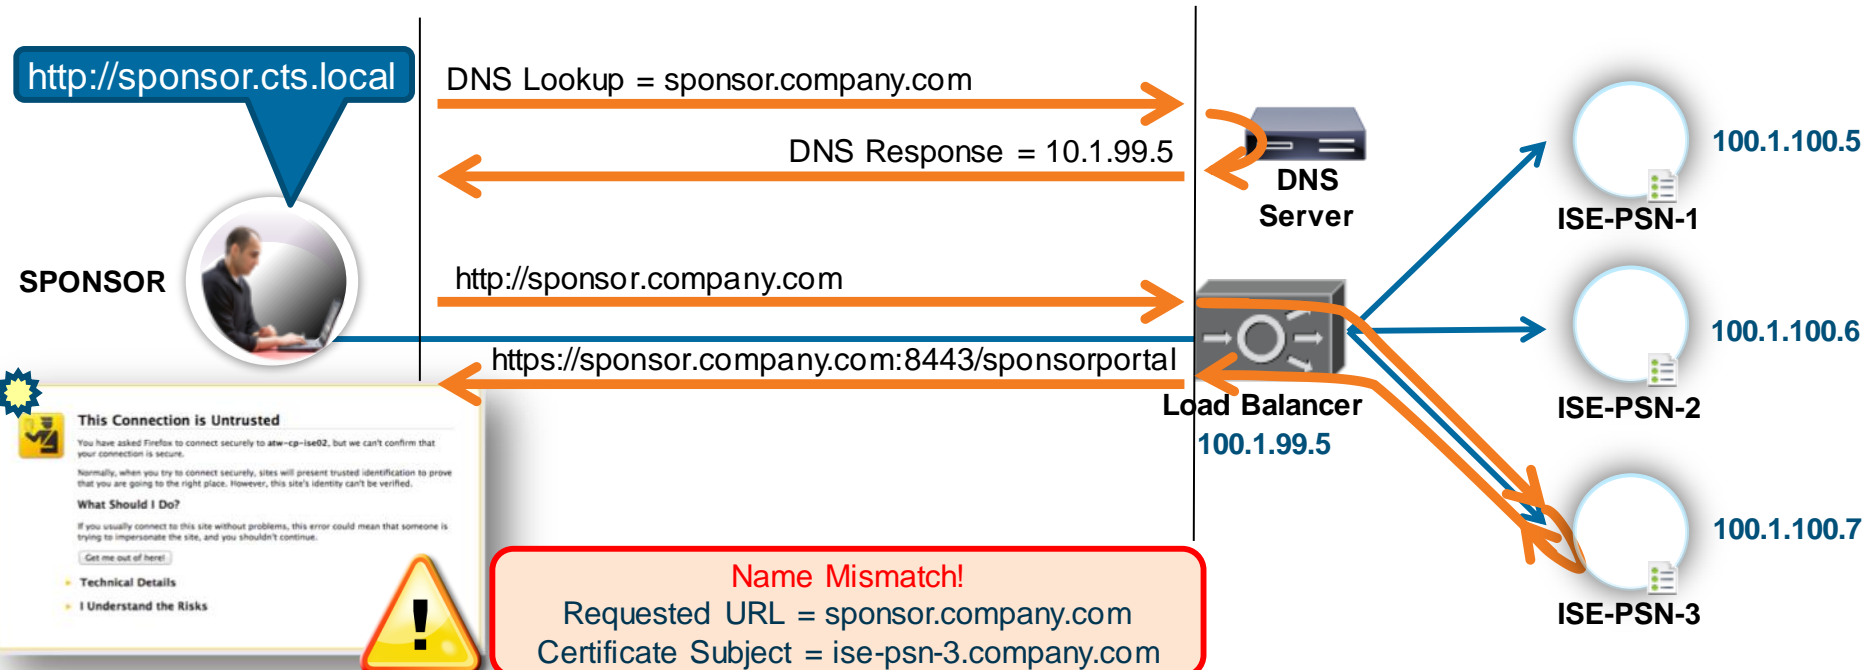 http://sponsor.cts.local
DNS Lookup = sponsor.company.com
DNS Response = 10.1.99.5
DNS
Server
100.1.100.5
ISE-PSN-1
SPONSOR
http://sponsor.company.com
https://sponsor.company.com:8443/sponsorportal
Load Balancer
100.1.99.5
100.1.100.6
ISE-PSN-2
100.1.100.7
ISE-PSN-3
This Connection is Untrusted
You have asked Firefox to connect securely to atw-cp-ise02, but we can't confirm that
your connection is secure.
Normally, when you try to connect securely, sites will present trusted identification to prove
that you are going to the right place. However, this site's identity can't be verified.
What Should I Do?
If you usually connect to this site without problems, this error could mean that someone is
trying to impersonate the site, and you shouldn't continue.
Get me out of here!
Technical Details
I Understand the Risks
!
Name Mismatch!
Requested URL = sponsor.company.com
Certificate Subject = ise-psn-3.company.com